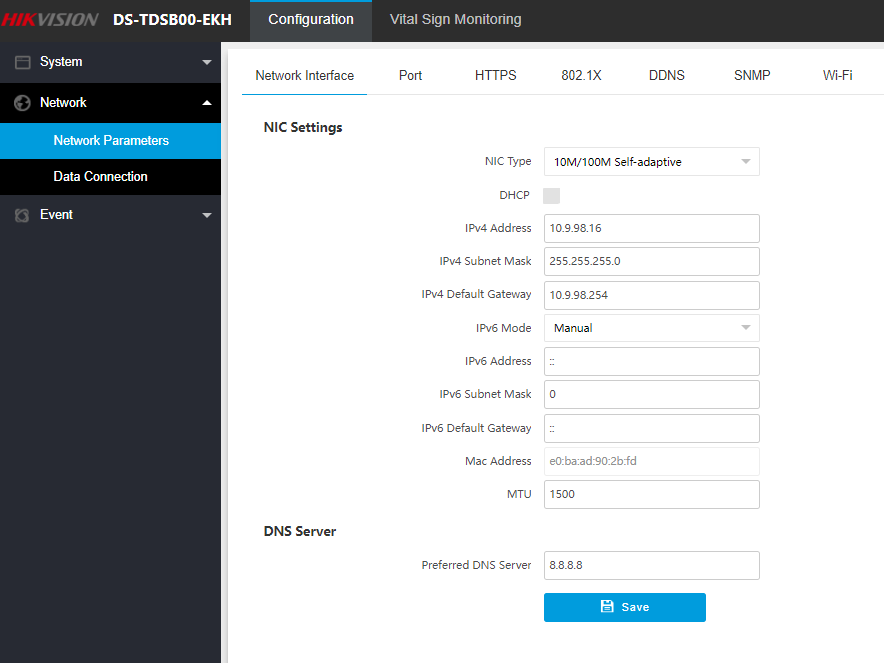 HIKVISION DS-TDSB00-EKH Configuration Vital Sign Monitoring
System
Network
Network Parameters
Data Connection
Event
Network Interface Port HTTPS 802.1X DDNS SNMP Wi-Fi
NIC Settings
NIC Type 10M/100M Self-adaptive
DHCP
IPv4 Address 10.9.98.16
IPv4 Subnet Mask 255.255.255.0
IPv4 Default Gateway 10.9.98.254
IPv6 Mode Manual
IPv6 Address ::
IPv6 Subnet Mask 0
IPv6 Default Gateway ::
Mac Address e0:ba:ad:90:2b:fd
MTU 1500
DNS Server
Preferred DNS Server 8.8.8.8
Save